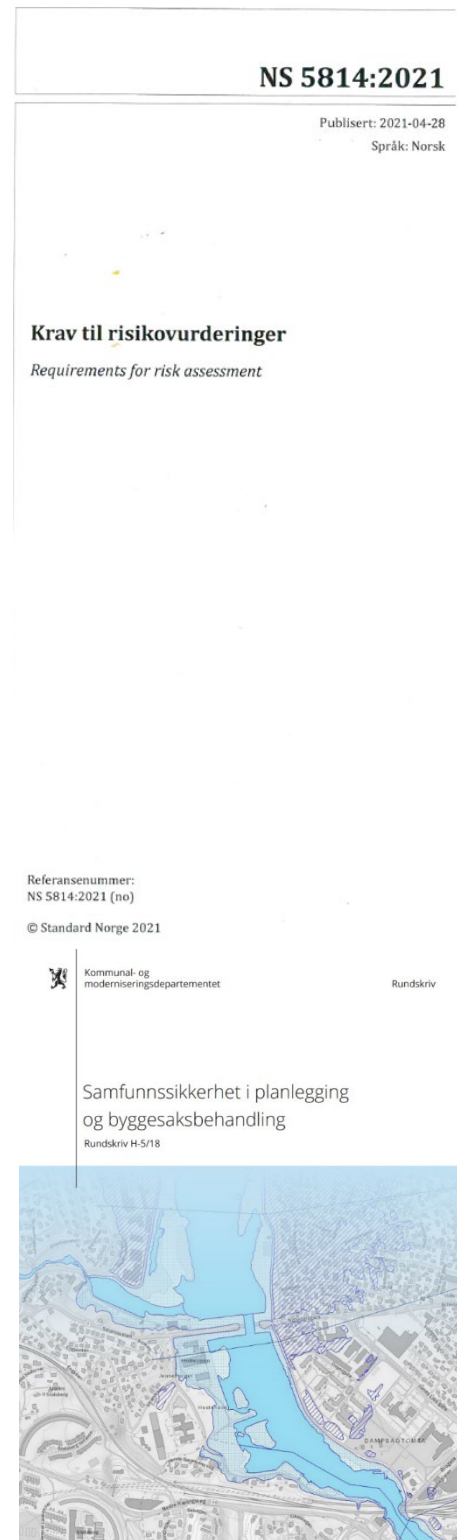 NS 5814:2021
Publisert: 2021-04-28
Språk: Norsk
Krav til risikovurderinger
Requirements for risk assessment
Referansenummer:
NS 5814:2021 (no)
© Standard Norge 2021
Kommunal- og
moderniseringsdepartementet
Rundskriv
Samfunnssikkerhet i planlegging
og byggesaksbehandling
Rundskriv H-5/18